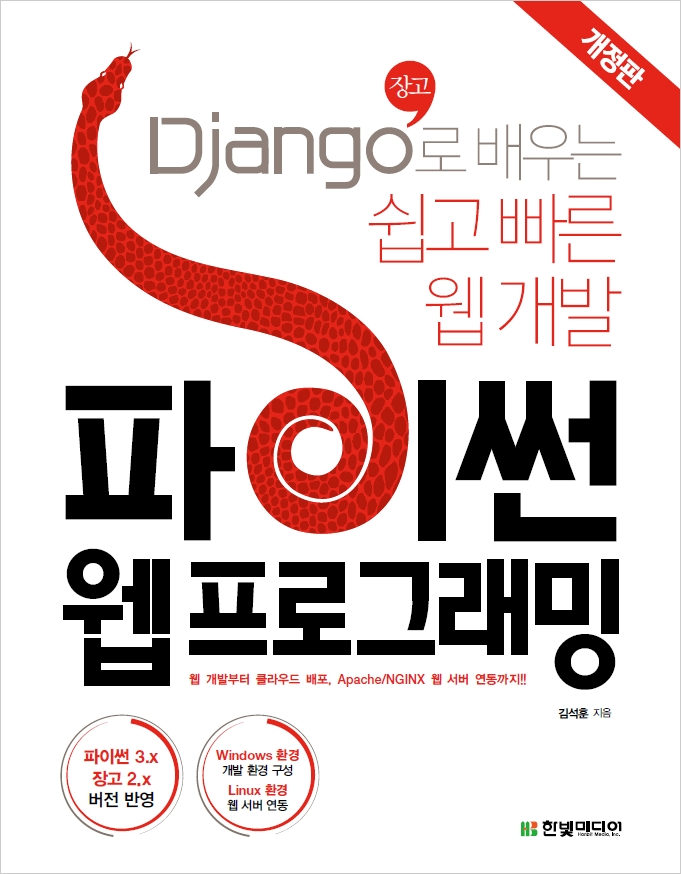 개정판
장고
Django로 배우는
쉽고 빠른
웹 개발
파이썬
웹 프로그래밍
웹 개발부터 클라우드 배포, Apache/NGINX 웹 서버 연동까지!!
김석훈 지음
파이썬 3.x
장고 2.x
버전 반영
Windows 환경
개발 환경 구성
Linux 환경
웹 서버 연동
한빛미디어
Hanbit Media, Inc.